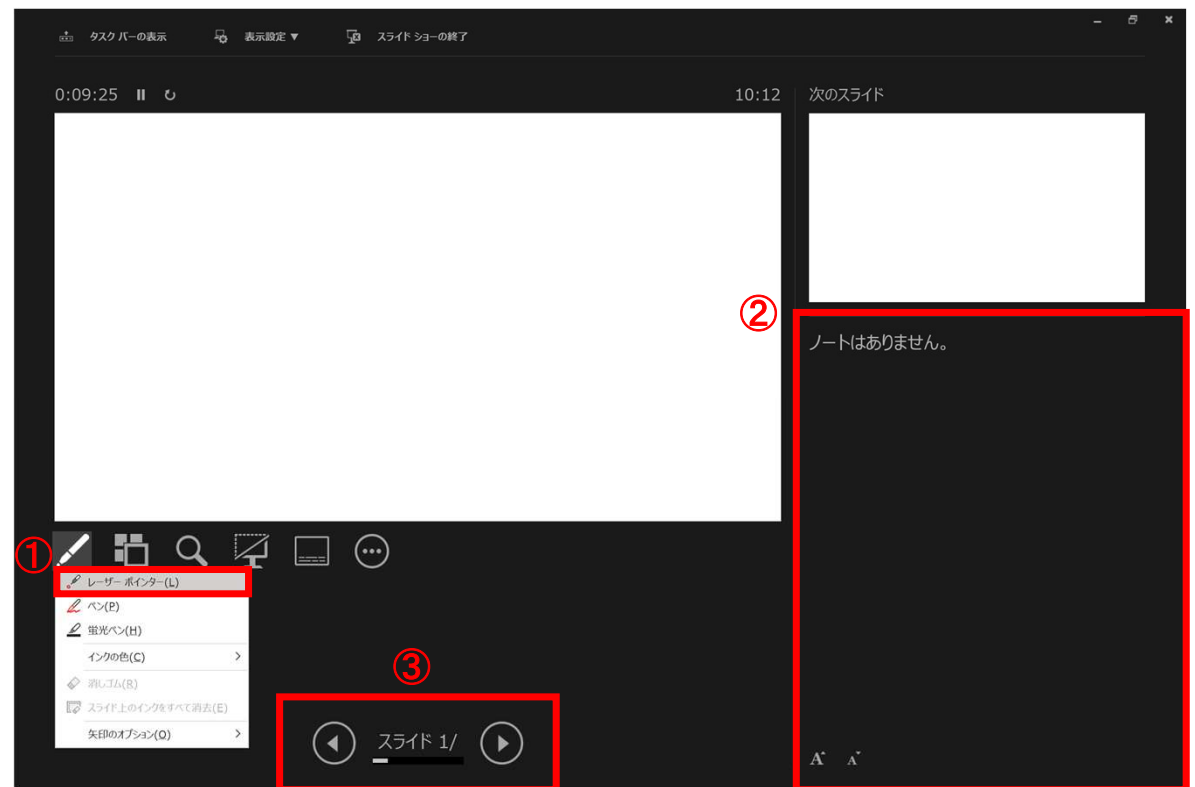 タスク バーの表示 表示設定 ▼ スライド ショーの終了
0:09:25 10:12 次のスライド
②
ノートはありません。
①
レーザー ポインター(L)
ペン(P)
蛍光ペン(H)
インクの色(C)
消しゴム(R)
スライド上のインクをすべて消去(E)
矢印のオプション(O)
③
スライド 1/
A A